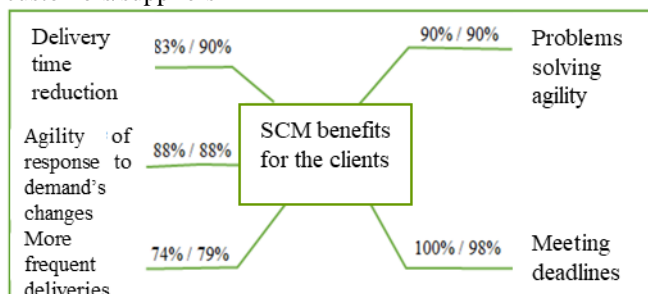 Delivery
time
reduction
83% / 90%
90% / 90%
Problems
solving
agility
SCM benefits
for the clients
Agility of
response to
demand's
changes
88% / 88%
More
frequent
deliveries
74% / 79%
100% / 98%
Meeting
deadlines